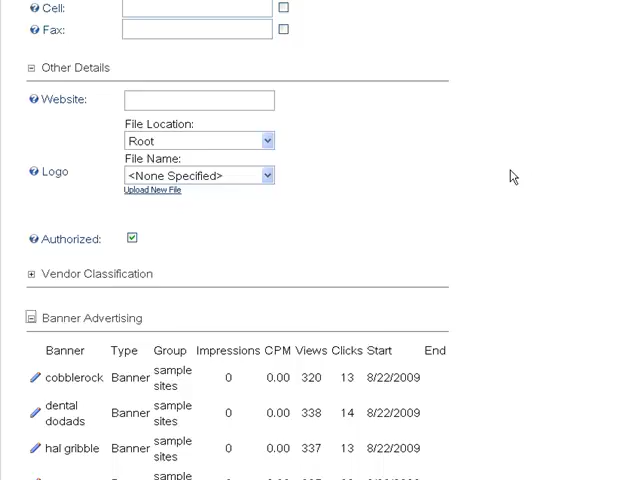 Cell:
Fax:
Other Details
Website:
File Location:
Root
File Name:
Logo
<None Specified>
Upload New File
Authorized:
Vendor Classification
Banner Advertising
Banner Type Group Impressions CPM Views Clicks Start End
cobblerock Banner sample sites 0 0.00 320 13 8/22/2009
dental dodads Banner sample sites 0 0.00 338 14 8/22/2009
hal gribble Banner sample sites 0 0.00 337 13 8/22/2009